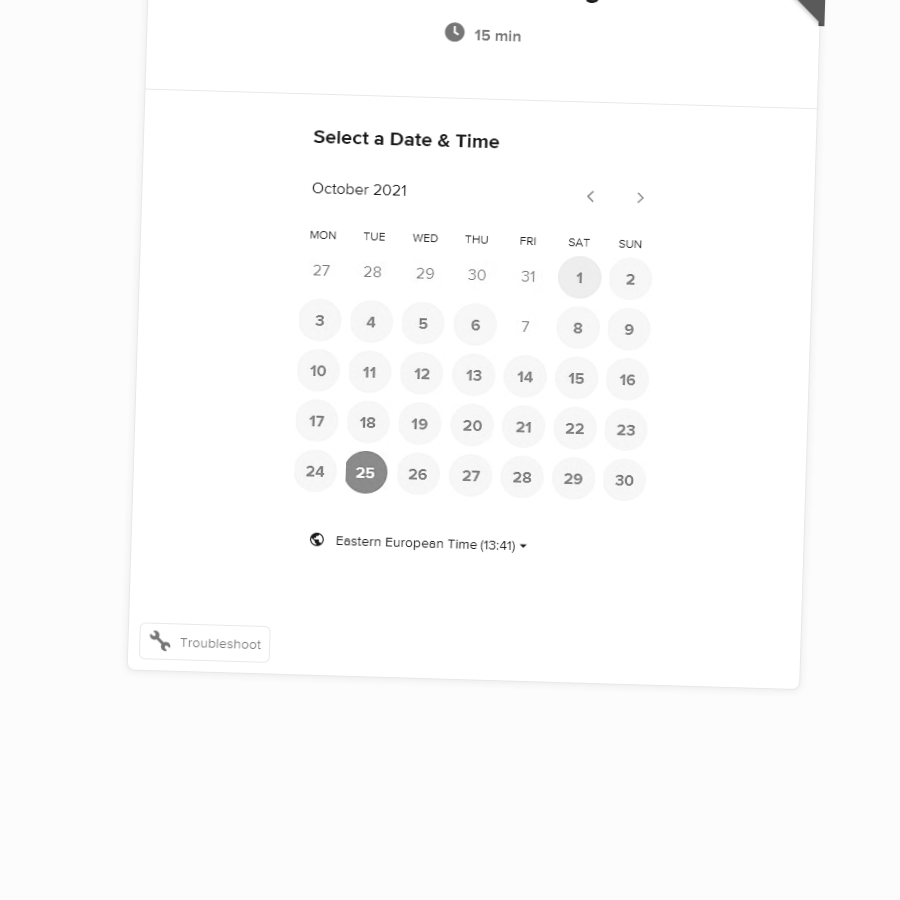 15 min
Select a Date & Time
October 2021
MON TUE WED THU FRI SAT SUN
27 28 29 30 31 1 2
3 4 5 6 7 8 9
10 11 12 13 14 15 16
17 18 19 20 21 22 23
24 25 26 27 28 29 30
Eastern European Time (13:41)
Troubleshoot